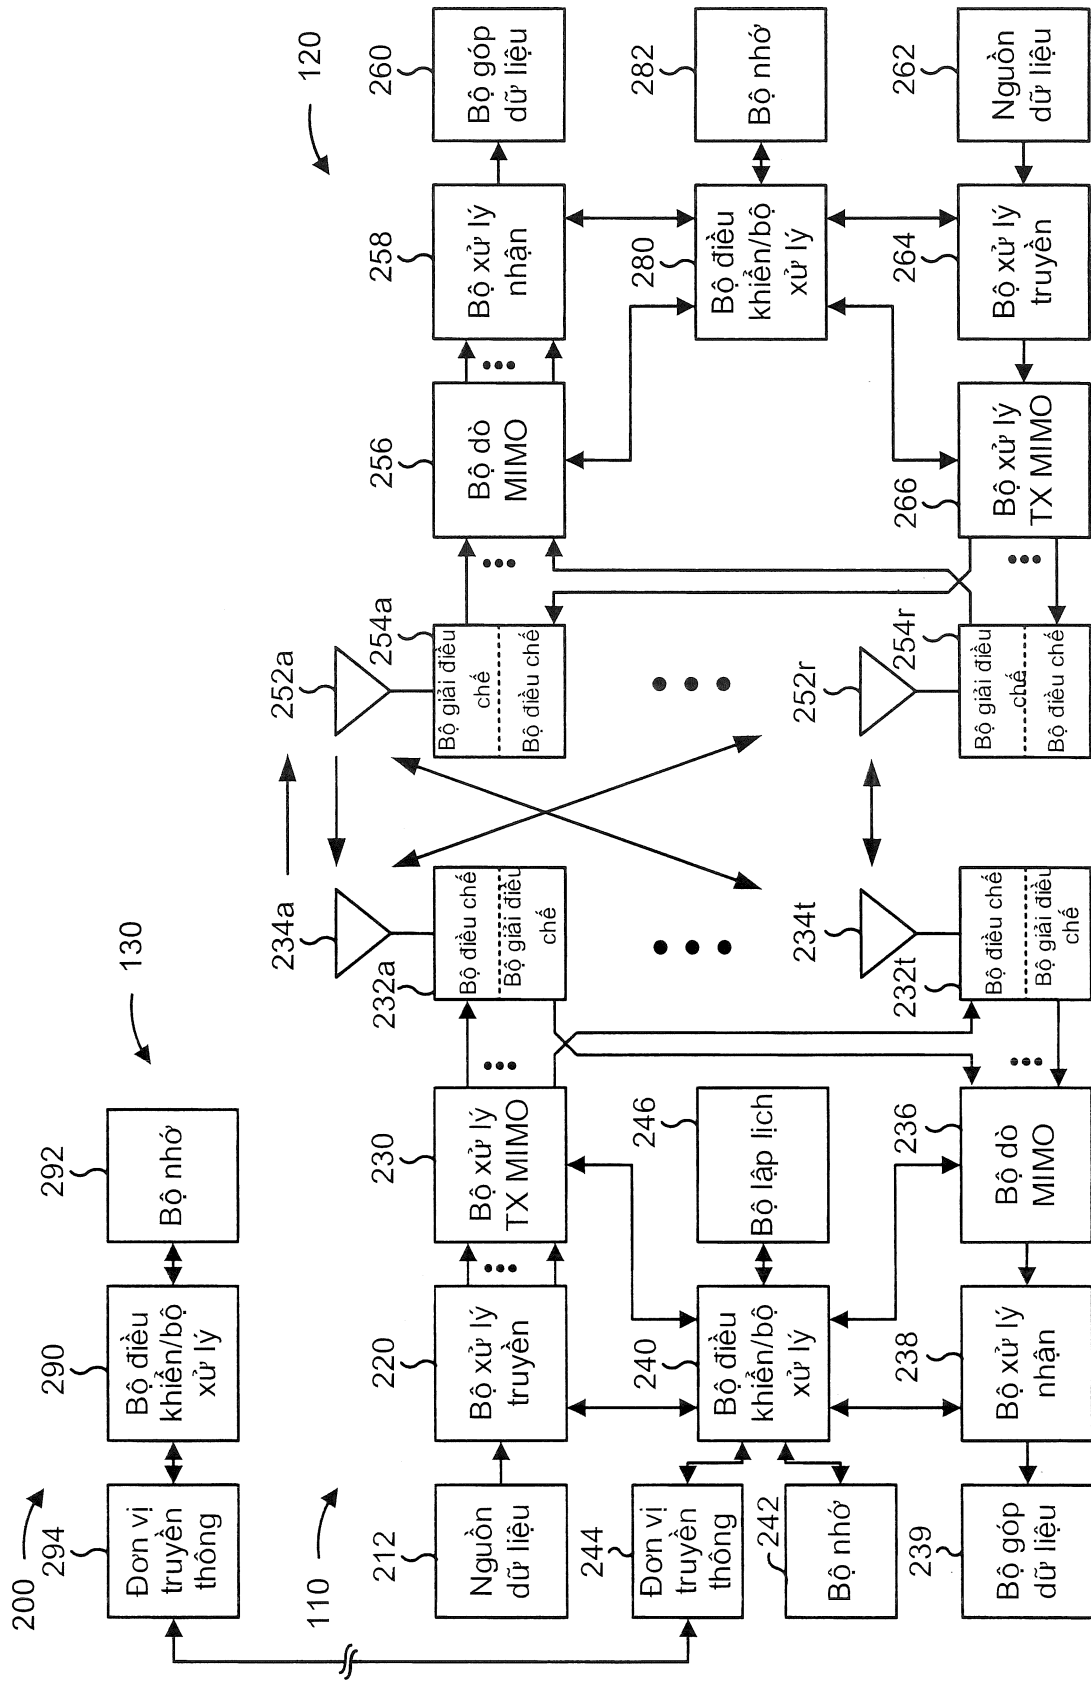 200
130
294
Đơn vị
truyền
thông
290
Bộ điều
khiển/bộ
xử lý
292
Bộ nhớ
110
120
212
Nguồn
dữ liệu
220
Bộ xử lý
truyền
230
Bộ xử lý
TX MIMO
232a
Bộ điều chế
Bộ giải điều
chế
234a
252a
254a
Bộ giải điều
chế
Bộ điều chế
256
Bộ dò
MIMO
258
Bộ xử lý
nhận
260
Bộ góp
dữ liệu
244
Đơn vị
truyền
thông
242
Bộ nhớ
240
Bộ điều
khiển/bộ
xử lý
246
Bộ lập lịch
280
Bộ điều
khiển/bộ
xử lý
282
Bộ nhớ
239
Bộ góp
dữ liệu
238
Bộ xử lý
nhận
236
Bộ dò
MIMO
232t
Bộ điều chế
Bộ giải điều
chế
234t
252r
254r
Bộ giải điều
chế
Bộ điều chế
266
Bộ xử lý
TX MIMO
264
Bộ xử lý
truyền
262
Nguồn
dữ liệu